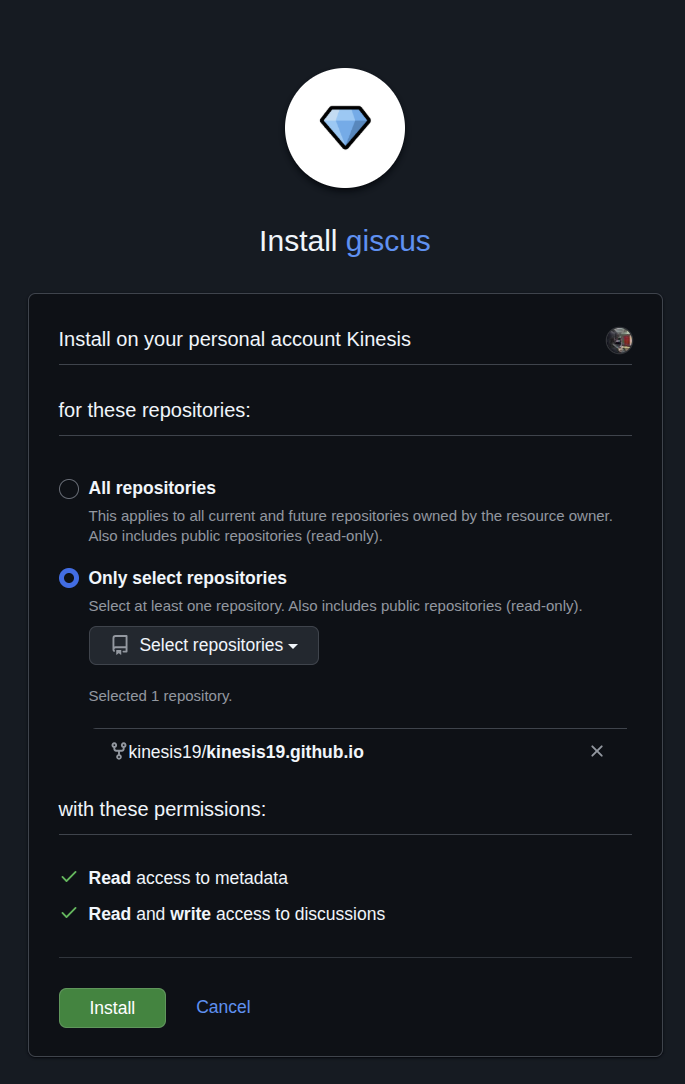 Install giscus
Install on your personal account Kinesis
for these repositories:
All repositories
This applies to all current and future repositories owned by the resource owner.
Also includes public repositories (read-only).
Only select repositories
Select at least one repository. Also includes public repositories (read-only).
Select repositories
Selected 1 repository.
kinesis19/kinesis19.github.io
with these permissions:
Read access to metadata
Read and write access to discussions
Install Cancel